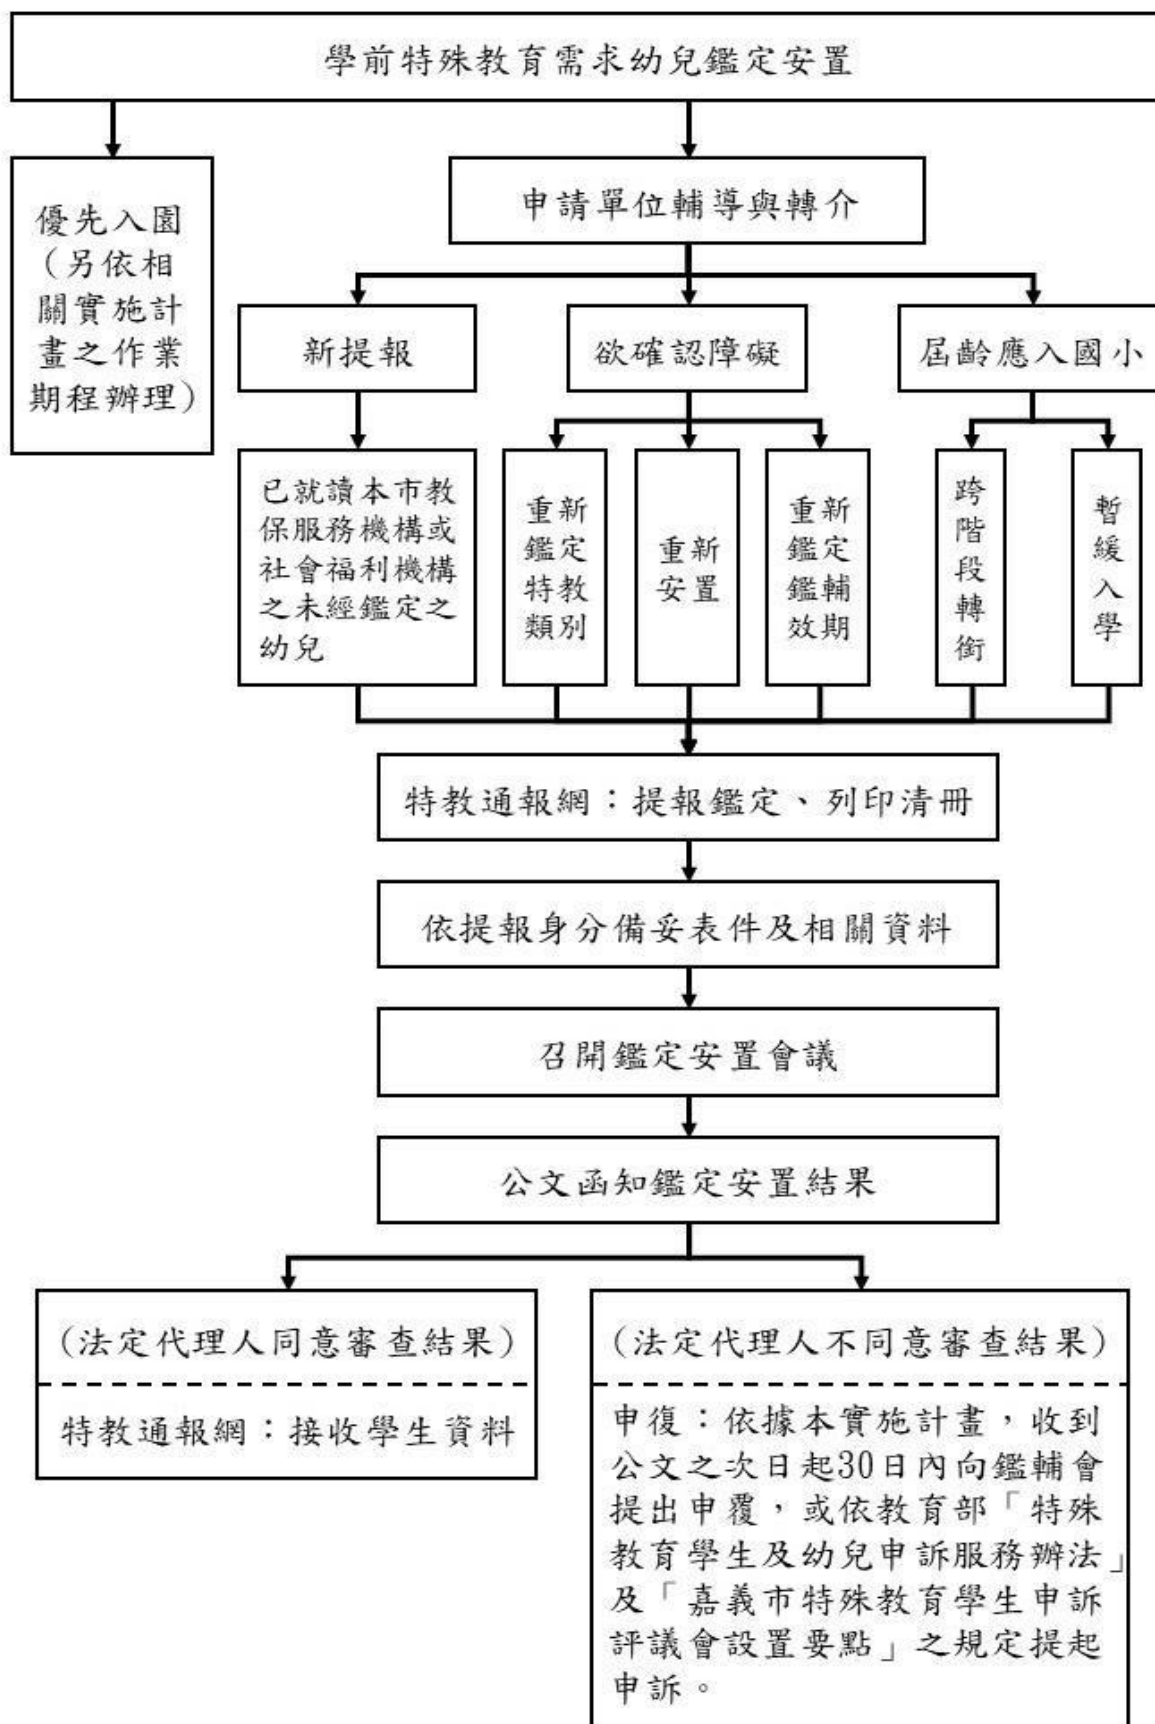 學前特殊教育需求幼兒鑑定安置
優先入園
（另依相
關實施計
畫之作業
期程辦理）
申請單位輔導與轉介
新提報
欲確認障礙
屆齡應入國小
已就讀本市教
保服務機構或
社會福利機構
之未經鑑定之
幼兒
重新
鑑定
特教
類別
重新
安置
重新
鑑定
鑑輔
效期
跨階段轉銜
暫緩入學
特教通報網：提報鑑定、列印清冊
依提報身分備妥表件及相關資料
召開鑑定安置會議
公文函知鑑定安置結果
(法定代理人同意審查結果)
特教通報網：接收學生資料
(法定代理人不同意審查結果)
申復：依據本實施計畫，收到
公文之次日起30日內向鑑輔會
提出申覆，或依教育部「特殊
教育學生及幼兒申訴服務辦法」
及「嘉義市特殊教育學生申訴
評議會設置要點」之規定提起
申訴。